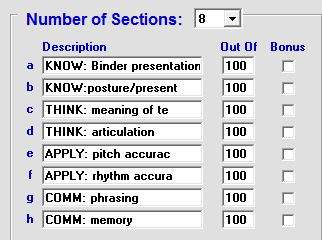 Number of Sections: 8
Description Out Of Bonus
a KNOW: Binder presentation 100
b KNOW:posture/present 100
c THINK: meaning of te 100
d THINK: articulation 100
e APPLY: pitch accurac 100
f APPLY: rhythm accura 100
g COMM: phrasing 100
h COMM: memory 100